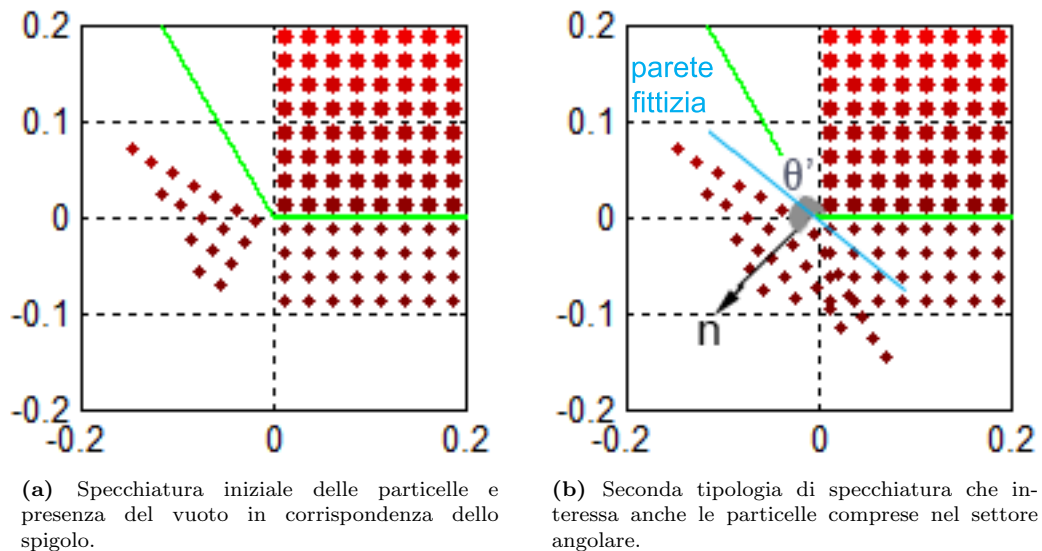 0.2
0.1
0
-0.1
-0.2
-0.2
0
0.2
(a) Specchiatura iniziale delle particelle e
presenza del vuoto in corrispondenza dello
spigolo.
0.2
parete
fittizia
0.1
θ'
0
-0.1
n
-0.2
-0.2
0
0.2
(b) Seconda tipologia di specchiatura che in-
teressa anche le particelle comprese nel settore
angolare.